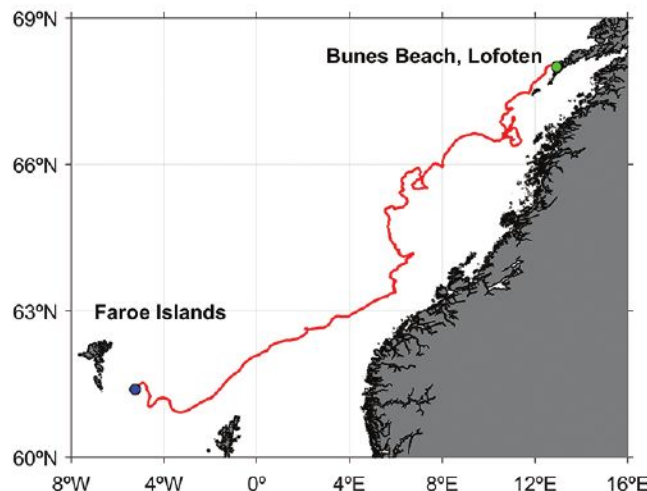 69ºN
Bunes Beach, Lofoten
66ºN
63ºN
Faroe Islands
60ºN
8ºW 4ºW 0º 4ºE 8ºE 12ºE 16ºE